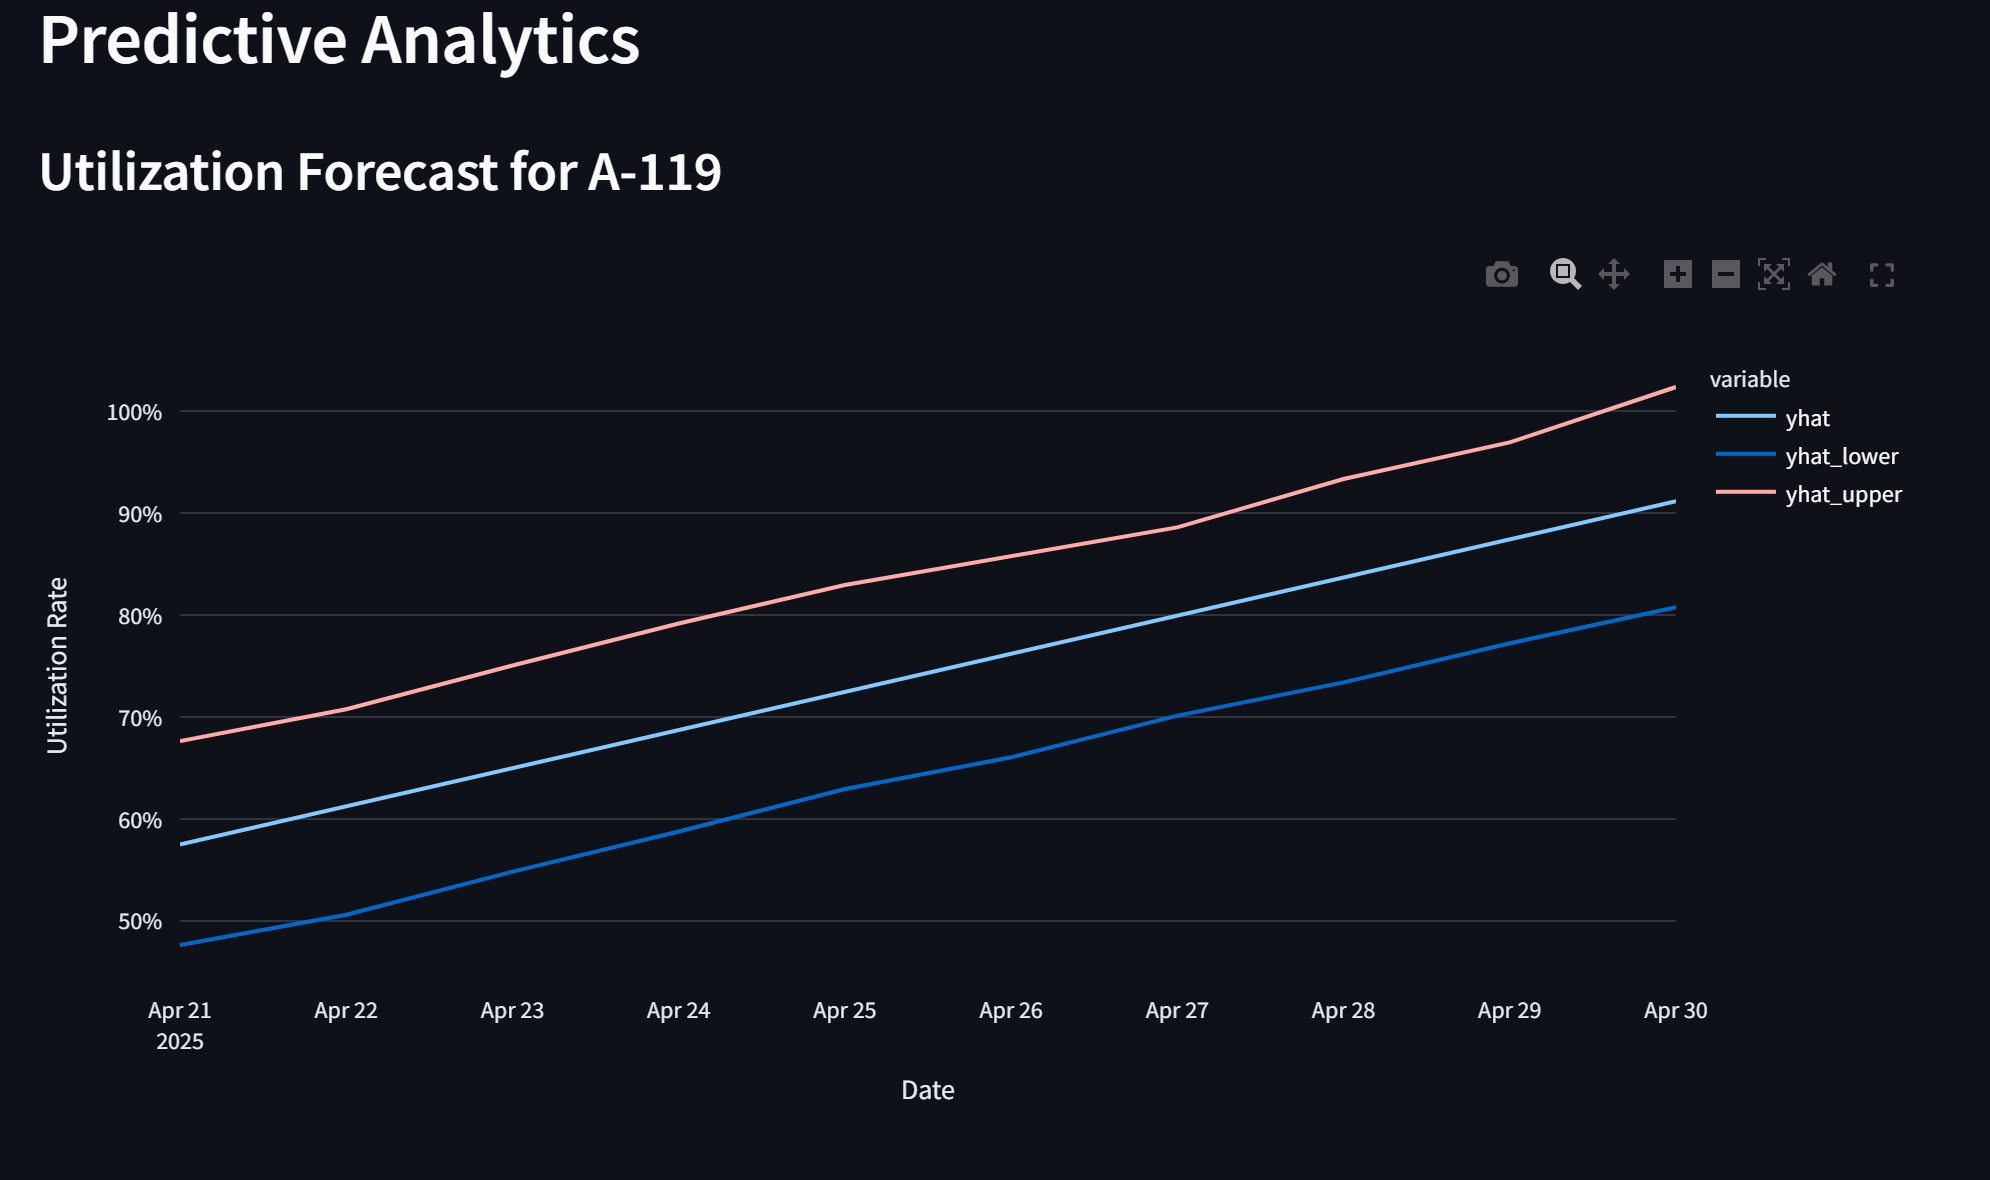 Predictive Analytics
Utilization Forecast for A-119
variable
yhat
yhat_lower
yhat_upper
100%
90%
80%
70%
60%
50%
Utilization Rate
Apr 21 Apr 22 Apr 23 Apr 24 Apr 25 Apr 26 Apr 27 Apr 28 Apr 29 Apr 30
2025
Date